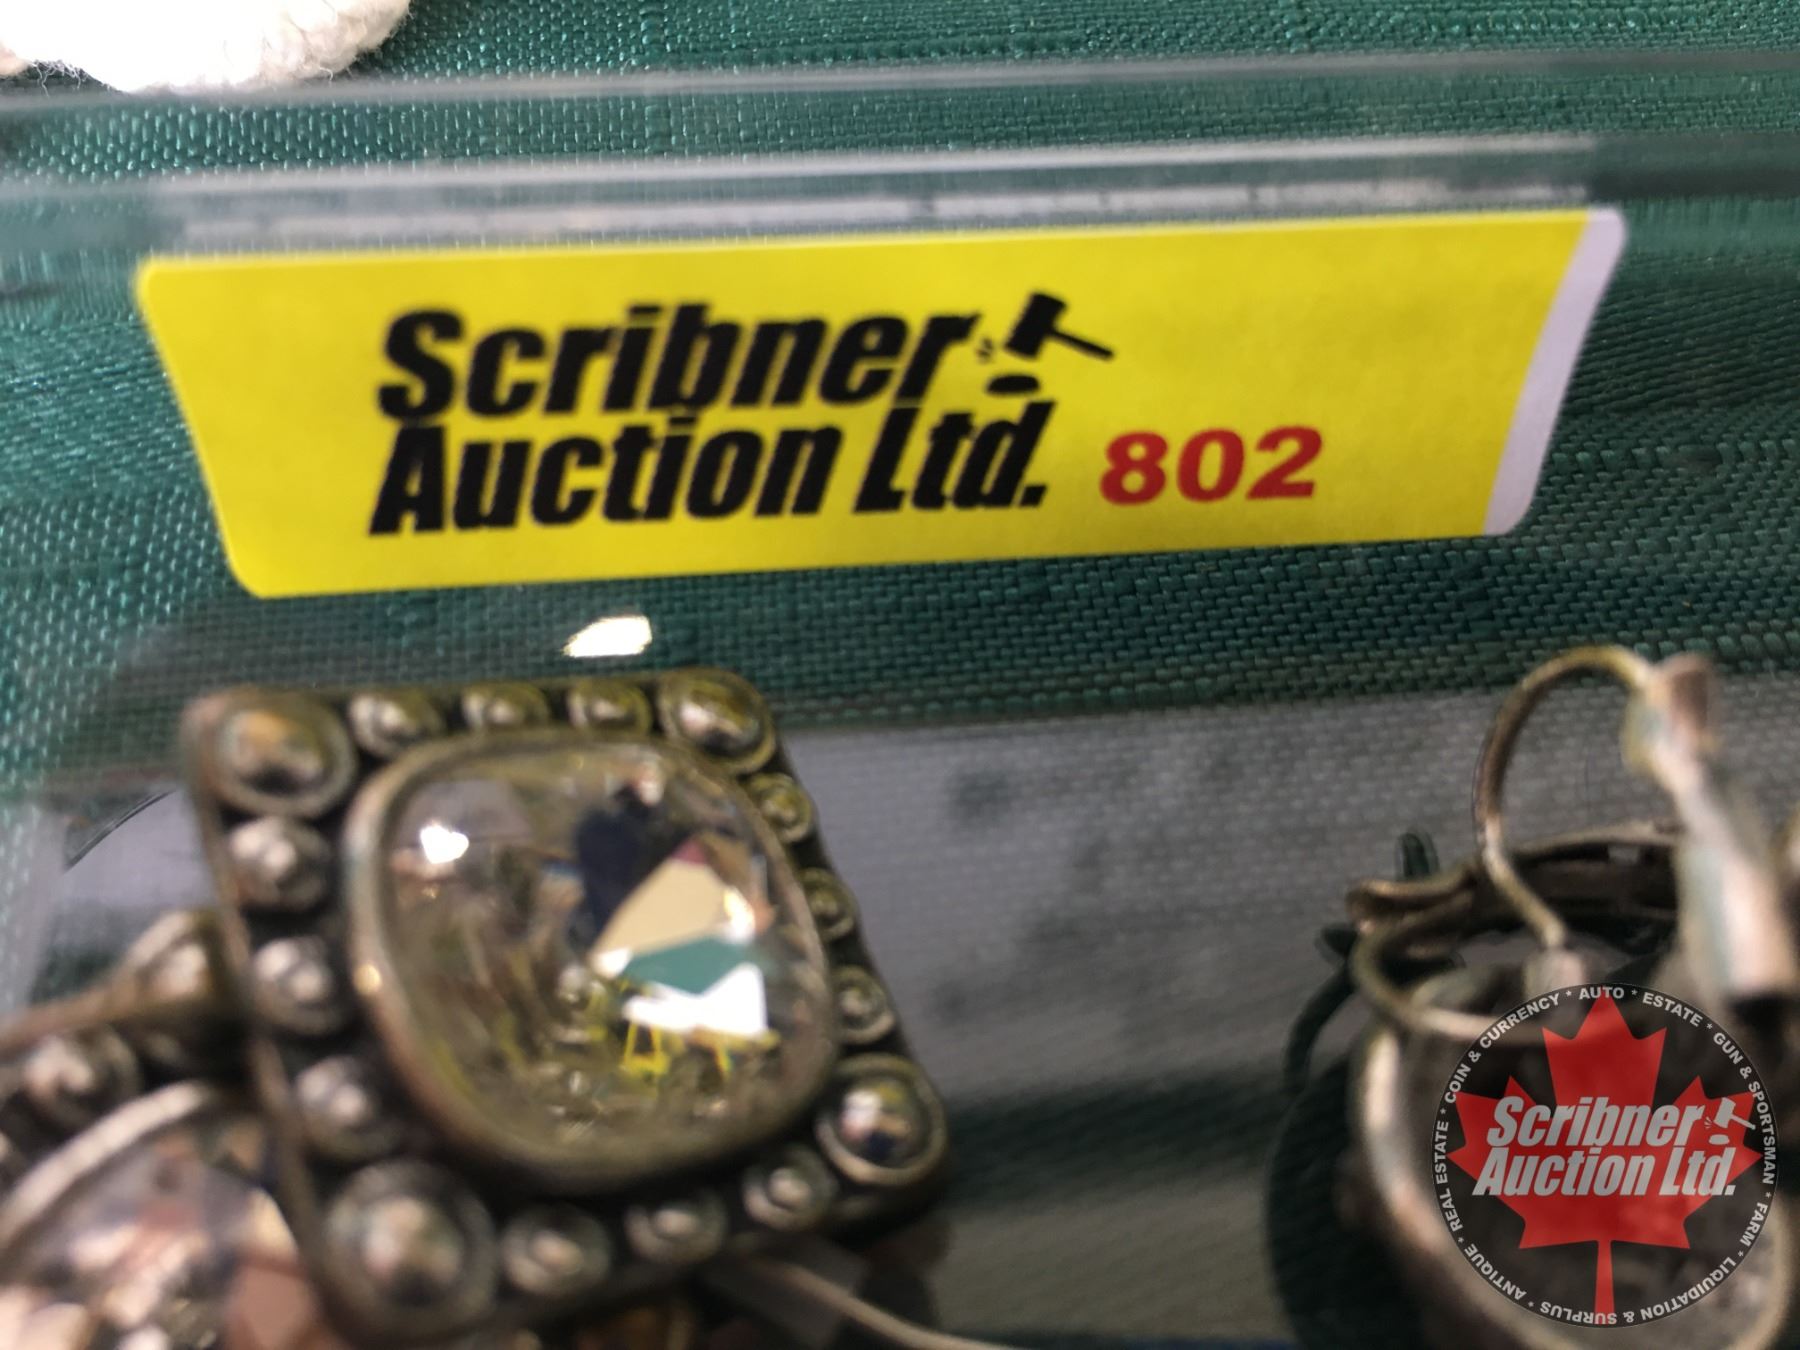 Scribner
Auction Ltd. 802
REAL ESTATE * COIN & CURRENCY * AUTO * ESTATE * GUN & SPORTSMAN * FARM * LIQUIDATION & SURPLUS * ANTIQUE *
Scribner
Auction Ltd.